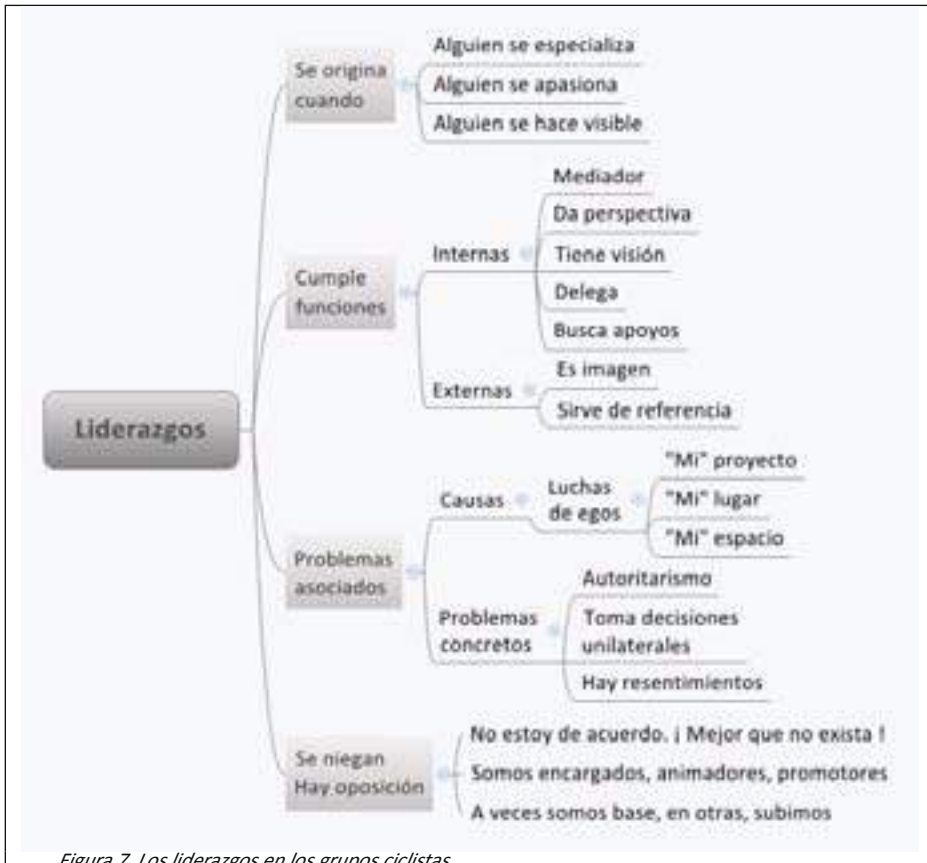 Liderazgos
Se origina
cuando
Alguien se especializa
Alguien se apasiona
Alguien se hace visible
Cumple
funciones
Internas
Mediador
Da perspectiva
Tiene visión
Delega
Busca apoyos
Externas
Es imagen
Sirve de referencia
Problemas
asociados
Causas
Luchas
de egos
"Mi" proyecto
"Mi" lugar
"Mi" espacio
Problemas
concretos
Autoritarismo
Toma decisiones
unilaterales
Hay resentimientos
Se niegan
Hay oposición
No estoy de acuerdo. ¡ Mejor que no exista !
Somos encargados, animadores, promotores
A veces somos base, en otras, subimos
Figura 7. Los liderazgos en los grupos ciclistas